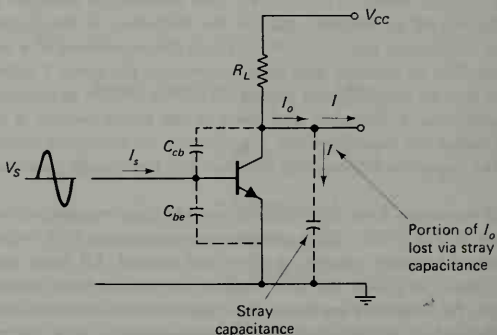 V_CC
R_L
I_o
I
C_cb
I
V_S
I_s
C_be
Portion of I_o
lost via stray
capacitance
Stray
capacitance